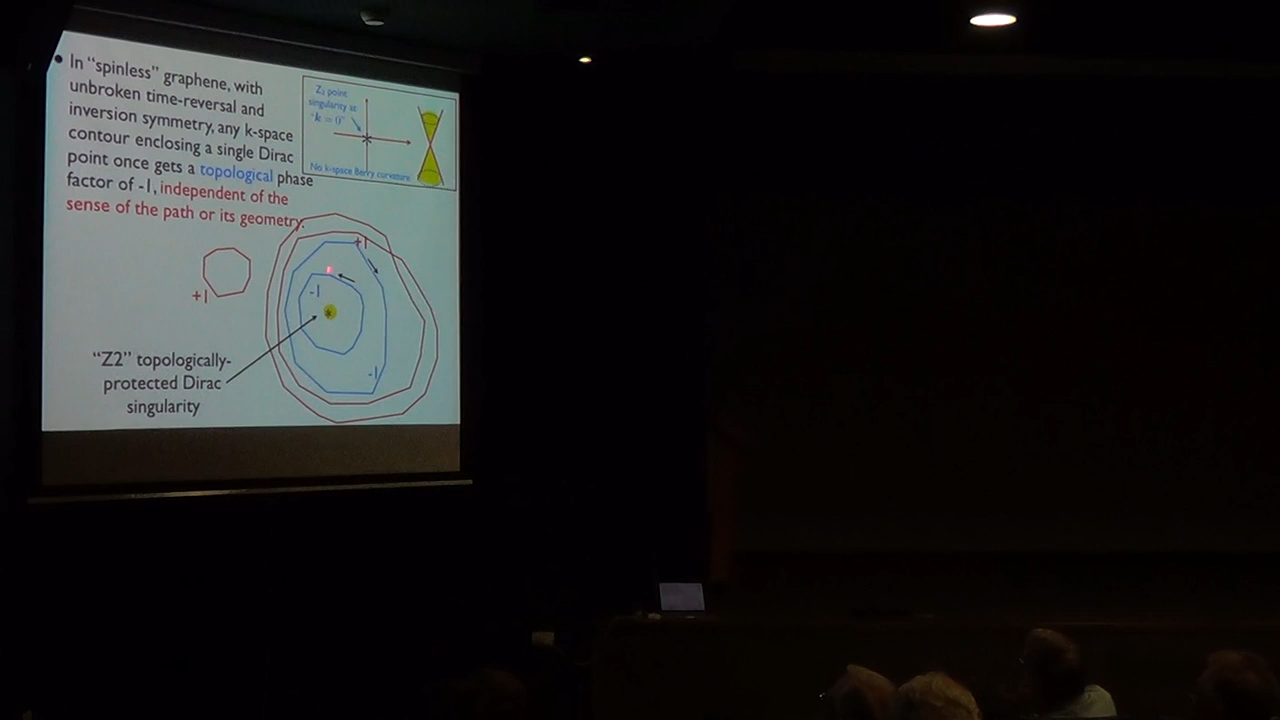 • In “spinless” graphene, with
unbroken time-reversal and
inversion symmetry, any k-space
contour enclosing a single Dirac
point once gets a topological phase
factor of -1, independent of the
sense of the path or its geometry.
Z₂ point
singularity at
“k = 0”
No k-space Berry curvature
+1
+1
-1
-1
“Z2” topologically-
protected Dirac
singularity